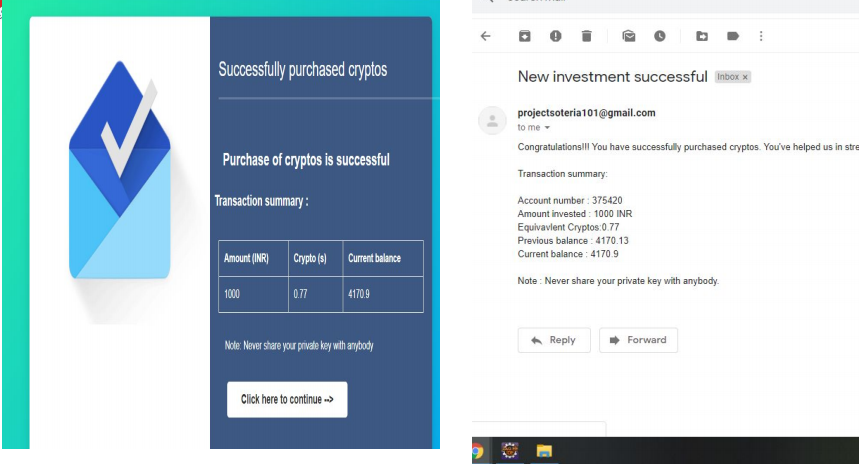 Successfully purchased cryptos
Purchase of cryptos is successful
Transaction summary :
Amount (INR) Crypto (s) Current balance
1000 0.77 4170.9
Note: Never share your private key with anybody
Click here to continue -->
New investment successful Inbox x
projectsoteria101@gmail.com
to me
Congratulations!!! You have successfully purchased cryptos. You've helped us in stre
Transaction summary:
Account number : 375420
Amount invested : 1000 INR
Equivavlent Cryptos:0.77
Previous balance : 4170.13
Current balance : 4170.9
Note : Never share your private key with anybody.
Reply Forward